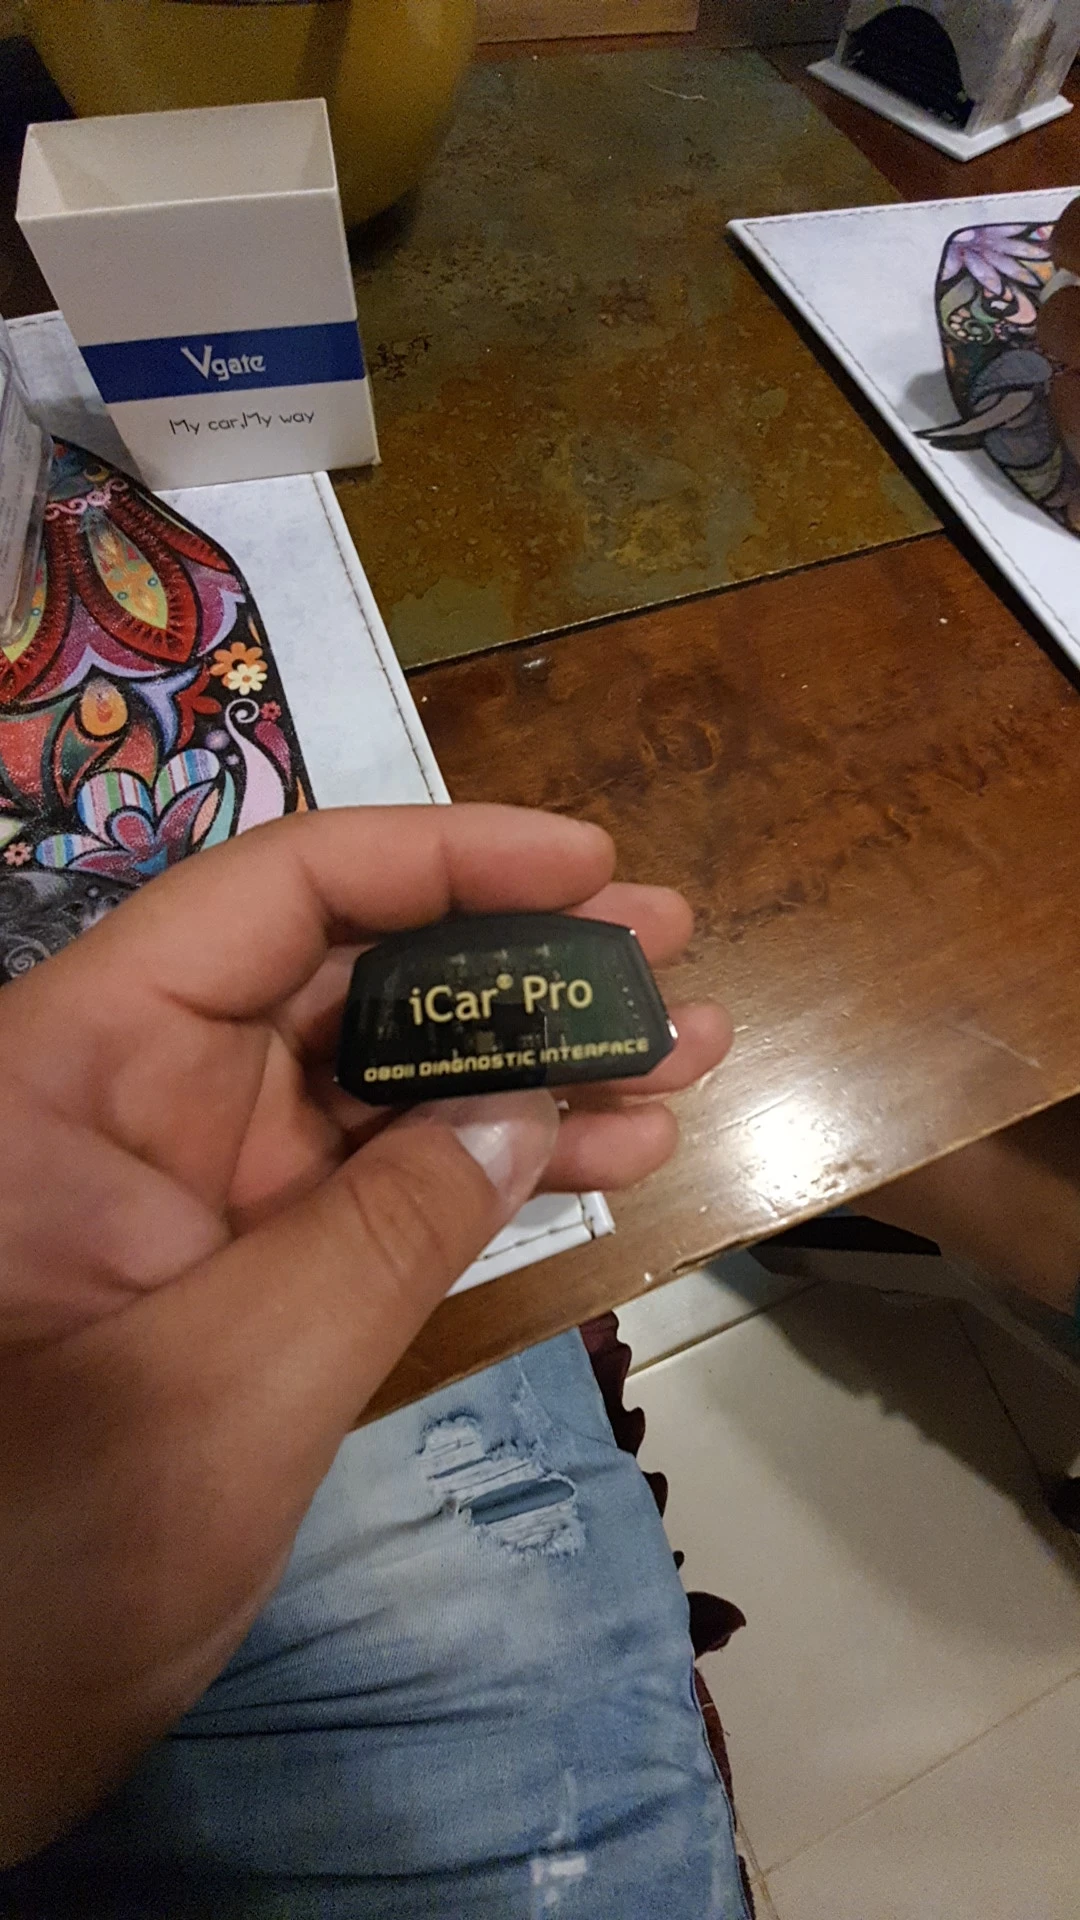 Vgate
My car,My way
iCar® Pro
OBDII DIAGNOSTIC INTERFACE